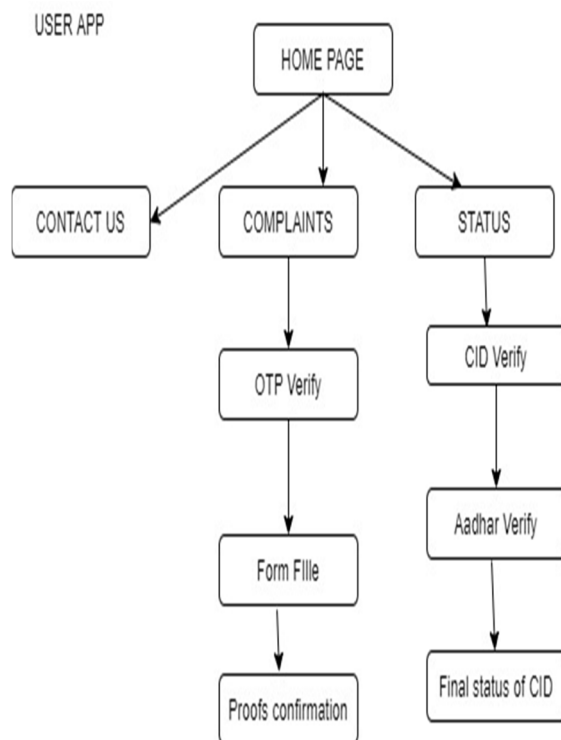 USER APP
HOME PAGE
CONTACT US
COMPLAINTS
STATUS
CID Verify
OTP Verify
Aadhar Verify
Form FIlle
Final status of CID
Proofs confirmation